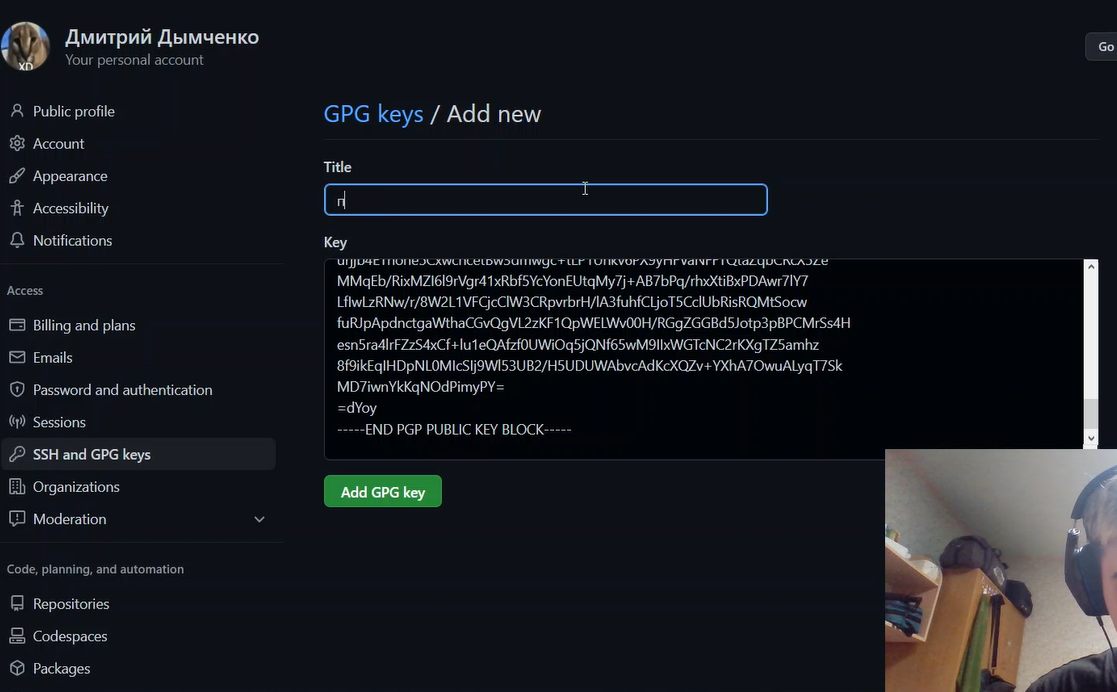 Дмитрий Дымченко
Your personal account
XD
Go
Public profile
Account
Appearance
Accessibility
Notifications
Access
Billing and plans
Emails
Password and authentication
Sessions
SSH and GPG keys
Organizations
Moderation
Code, planning, and automation
Repositories
Codespaces
Packages
GPG keys / Add new
Title
п
Key
MMqEb/RixMZI6l9rVgr41xRbf5YcYonEUtqMy7j+AB7bPq/rhxXtiBxPDAwr7lY7
LflwLzRNw/r/8W2L1VFCjcClW3CRpvrbrH/lA3fuhfCLjoT5CclUbRisRQMtSocw
fuRJpApdnctgaWthaCGvQgVL2zKF1QpWELWv00H/RGgZGGBd5Jotp3pBPCMrSs4H
esn5ra4lrFZzS4xCf+lu1eQAfzf0UWiOq5jQNf65wM9IlxWGTcNC2rKXgTZ5amhz
8f9ikEqIHDpNL0MIcSIj9Wl53UB2/H5UDUWAbvcAdKcXQZv+YXhA7OwuALyqT7Sk
MD7iwnYkKqNOdPimyPY=
=dYoy
-----END PGP PUBLIC KEY BLOCK-----
Add GPG key